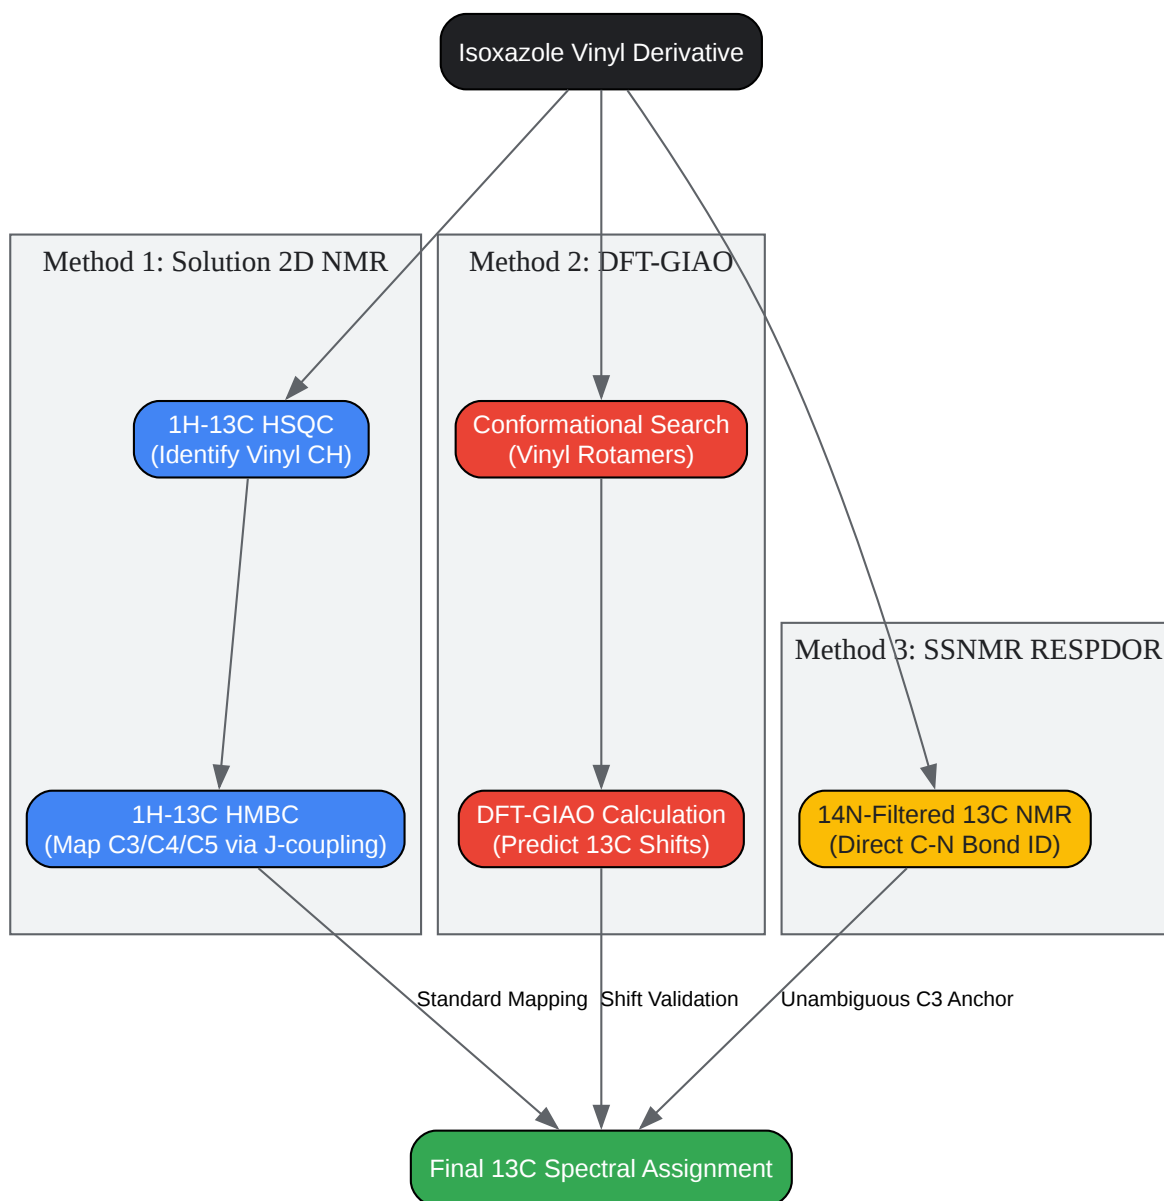 Isoxazole Vinyl Derivative
Method 1: Solution 2D NMR
Method 2: DFT-GIAO
1H-13C HSQC
(Identify Vinyl CH)
Conformational Search
(Vinyl Rotamers)
Method 3: SSNMR RESPDOR
1H-13C HMBC
(Map C3/C4/C5 via J-coupling)
DFT-GIAO Calculation
(Predict 13C Shifts)
14N-Filtered 13C NMR
(Direct C-N Bond ID)
Standard Mapping
Shift Validation
Unambiguous C3 Anchor
Final 13C Spectral Assignment